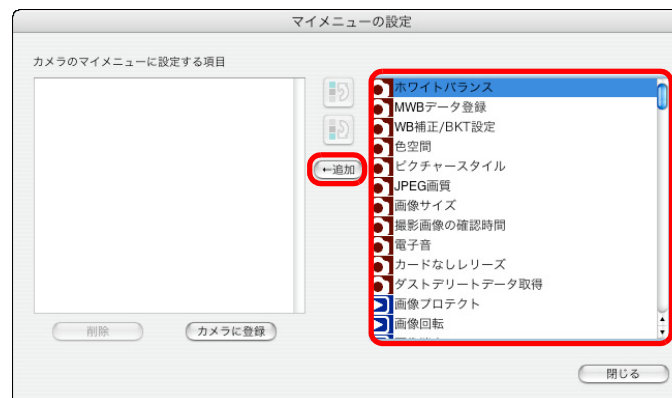 マイメニューの設定
カメラのマイメニューに設定する項目
ホワイトバランス
MWBデータ登録
WB補正/BKT設定
色空間
ピクチャースタイル
JPEG画質
画像サイズ
撮影画像の確認時間
電子音
カードなしレリーズ
ダストデリートデータ取得
画像プロテクト
画像回転
←追加
削除
カメラに登録
閉じる